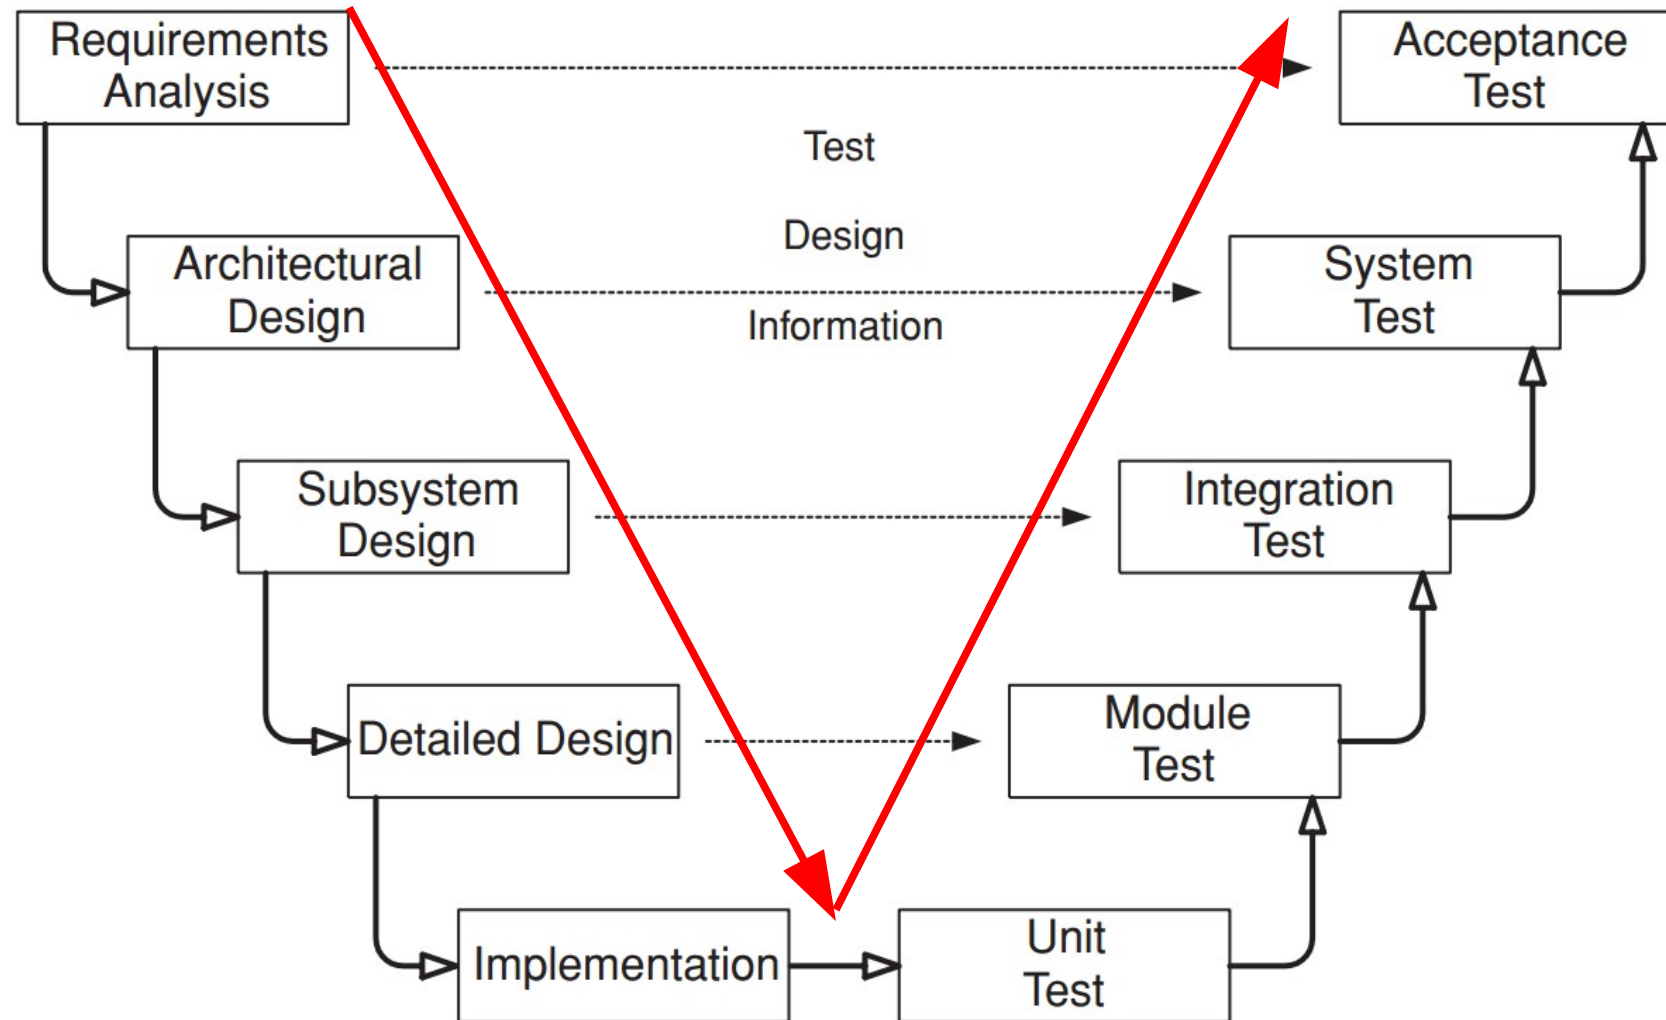 Requirements
Analysis
Acceptance
Test
Test
Design
Information
Architectural
Design
System
Test
Subsystem
Design
Integration
Test
Detailed Design
Module
Test
Implementation
Unit
Test